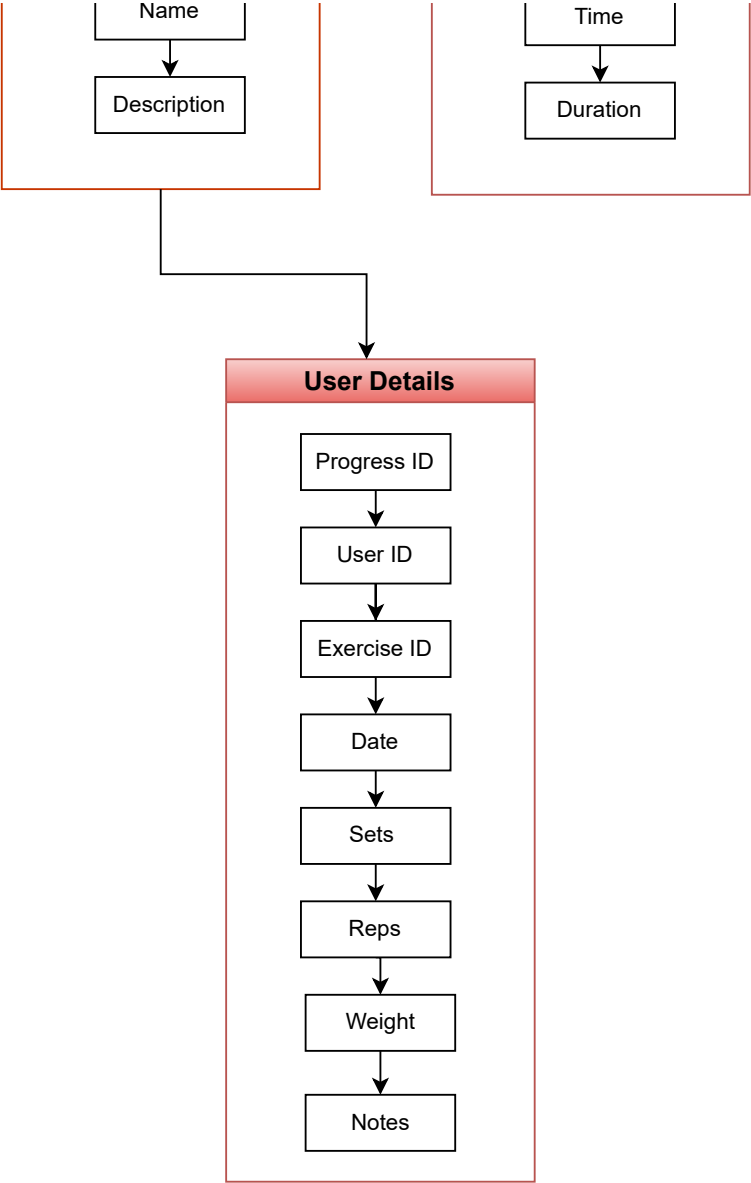 Name
Time
Description
Duration
User Details
Progress ID
User ID
Exercise ID
Date
Sets
Reps
Weight
Notes